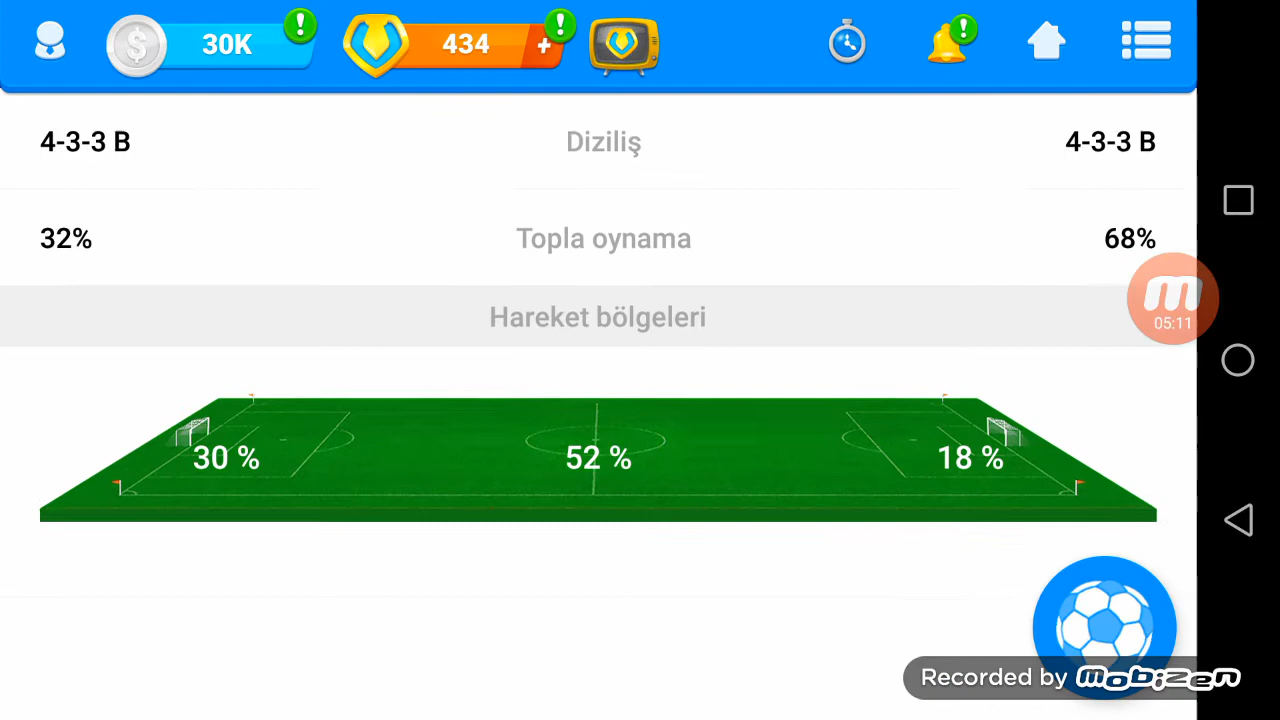 30K
434
4-3-3 B Diziliş 4-3-3 B
32% Topla oynama 68%
Hareket bölgeleri
05:11
30 % 52 % 18 %
Recorded by mobizen